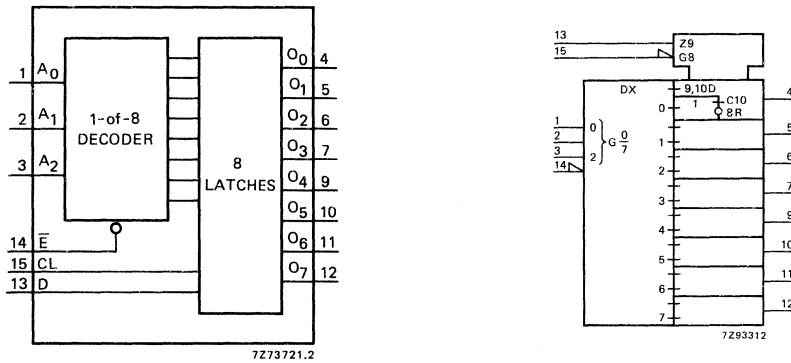 1 A0
2 A1
3 A2
14 E̅
15 CL
13 D
1-of-8
DECODER
8
LATCHES
O0 4
O1 5
O2 6
O3 7
O4 9
O5 10
O6 11
O7 12
7Z73721.2
13
15
Z9
G8
DX
9,10D
1
C10
8R
1
2
3
14
0
2
} G 0/7
0
1
2
3
4
5
6
7
4
5
6
7
9
10
11
12
7Z93312